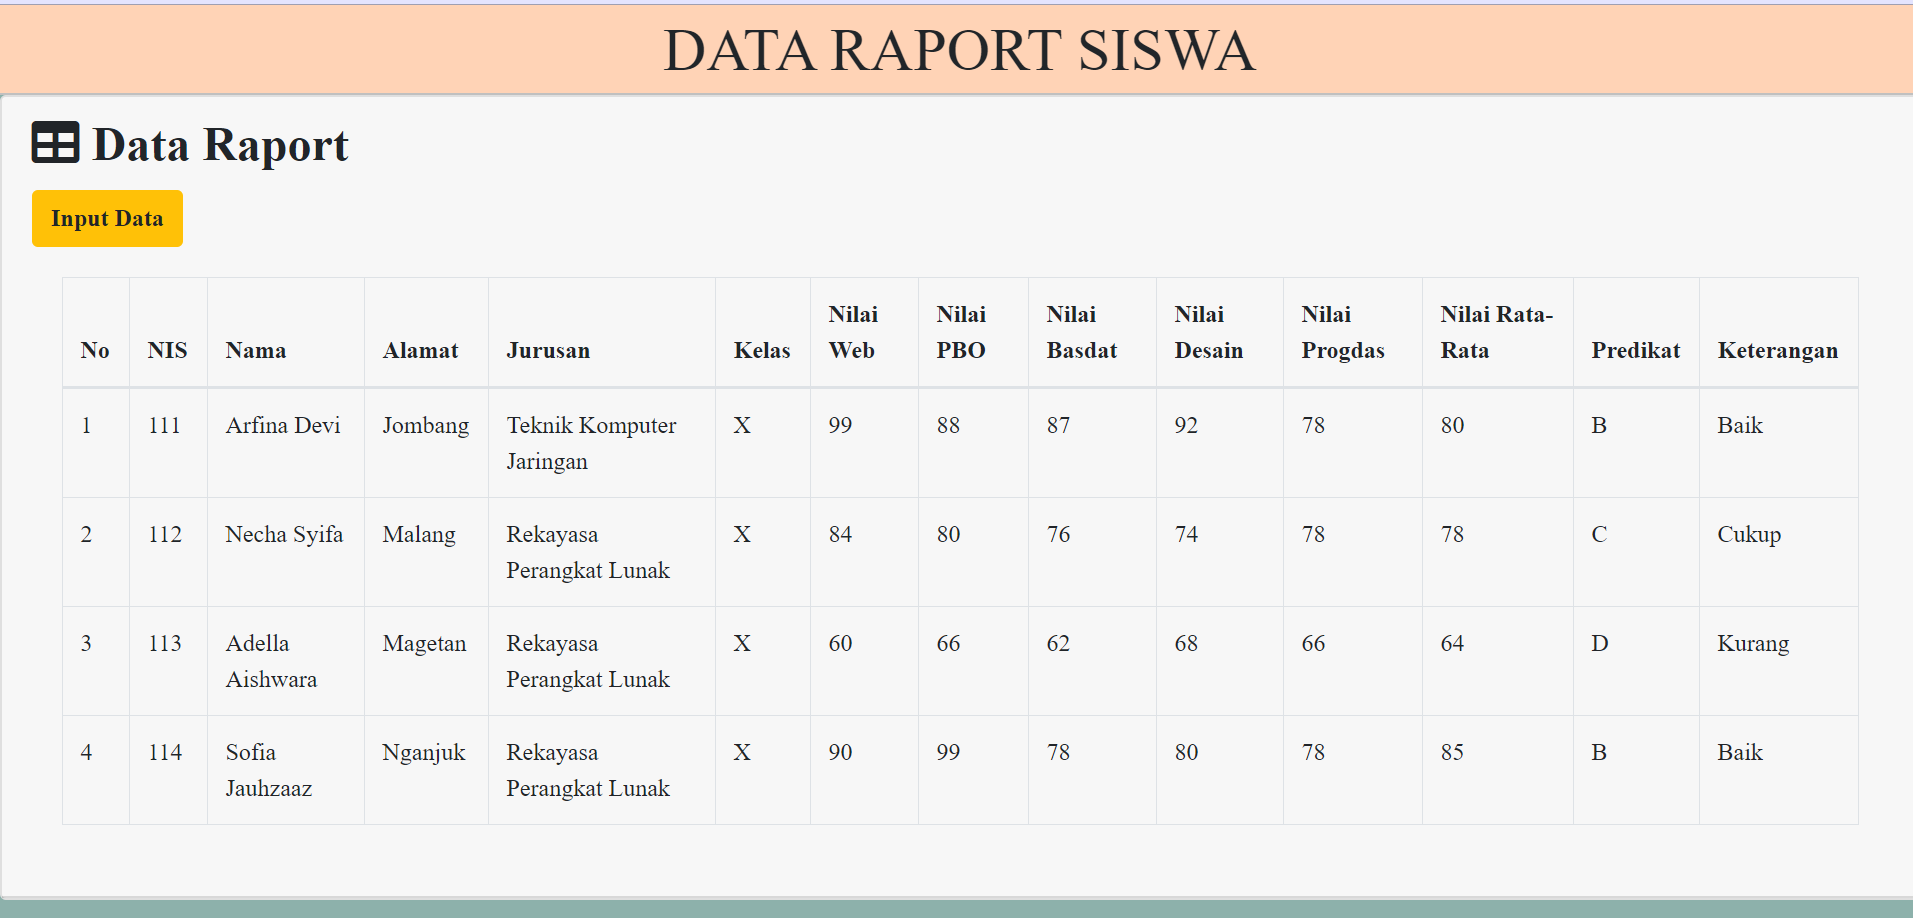 DATA RAPORT SISWA
Data Raport
Input Data
No NIS Nama Alamat Jurusan Kelas Nilai Web Nilai PBO Nilai Basdat Nilai Desain Nilai Progdas Nilai Rata-Rata Predikat Keterangan
1 111 Arfina Devi Jombang Teknik Komputer Jaringan X 99 88 87 92 78 80 B Baik
2 112 Necha Syifa Malang Rekayasa Perangkat Lunak X 84 80 76 74 78 78 C Cukup
3 113 Adella Aishwara Magetan Rekayasa Perangkat Lunak X 60 66 62 68 66 64 D Kurang
4 114 Sofia Jauhzaaz Nganjuk Rekayasa Perangkat Lunak X 90 99 78 80 78 85 B Baik